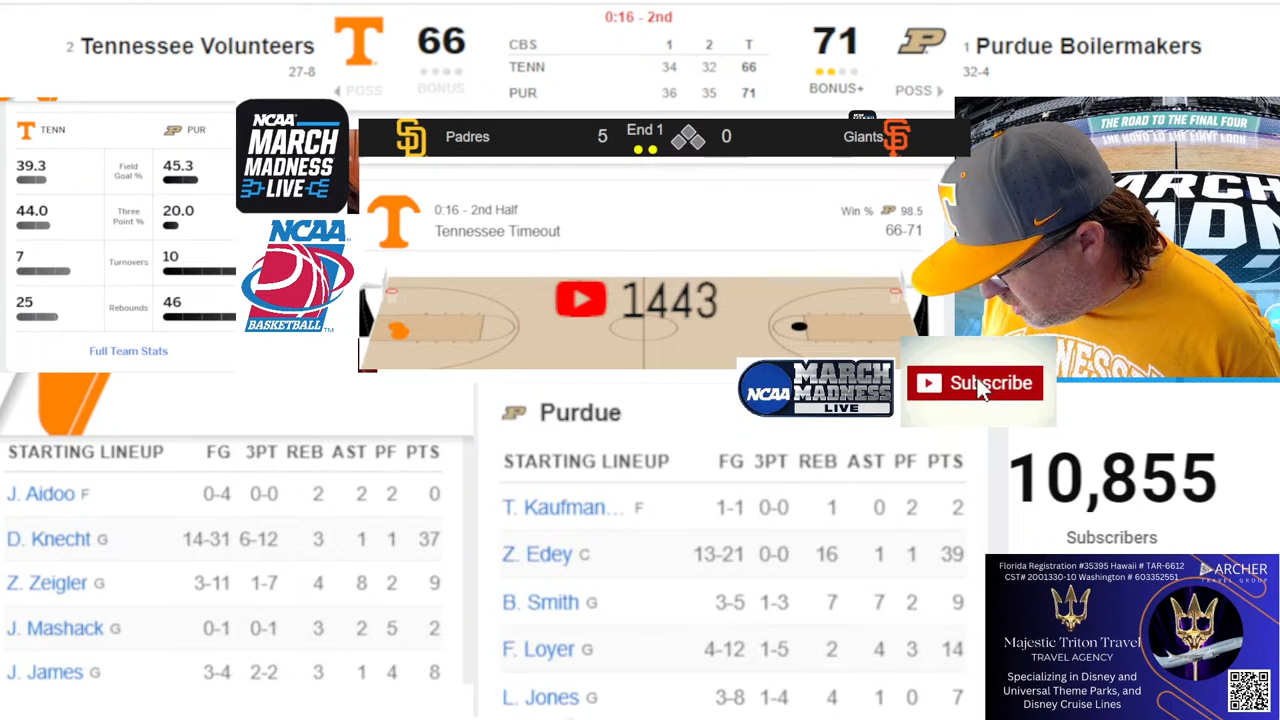 0:16 - 2nd
2 Tennessee Volunteers
27-8
T
66
POSS
BONUS
CBS 1 2 T
TENN 34 32 66
PUR 36 35 71
71
BONUS+
P
POSS
1 Purdue Boilermakers
32-4
T TENN P PUR
39.3 Field Goal % 45.3
44.0 Three Point % 20.0
7 Turnovers 10
25 Rebounds 46
Full Team Stats
NCAA
MARCH
MADNESS
LIVE
NCAA
BASKETBALL™
SD Padres 5 End 1 0 Giants SF
T
0:16 - 2nd Half
Tennessee Timeout
Win % P 98.5
66-71
1443
THE ROAD TO THE FINAL FOUR
NCAA MARCH MADNESS LIVE
Subscribe
STARTING LINEUP FG 3PT REB AST PF PTS
J. Aidoo F 0-4 0-0 2 2 2 0
D. Knecht G 14-31 6-12 3 1 1 37
Z. Zeigler G 3-11 1-7 4 8 2 9
J. Mashack G 0-1 0-1 3 2 5 2
J. James G 3-4 2-2 3 1 4 8
P Purdue
STARTING LINEUP FG 3PT REB AST PF PTS
T. Kaufman... F 1-1 0-0 1 0 2 2
Z. Edey C 13-21 0-0 16 1 1 39
B. Smith G 3-5 1-3 7 7 2 9
F. Loyer G 4-12 1-5 2 4 3 14
L. Jones G 3-8 1-4 4 1 0 7
10,855
Subscribers
Florida Registration #35395 Hawaii # TAR-6612
CST# 2001330-10 Washington # 603352551
ARCHER
TRAVEL GROUP
Majestic Triton Travel
TRAVEL AGENCY
Specializing in Disney and
Universal Theme Parks, and
Disney Cruise Lines